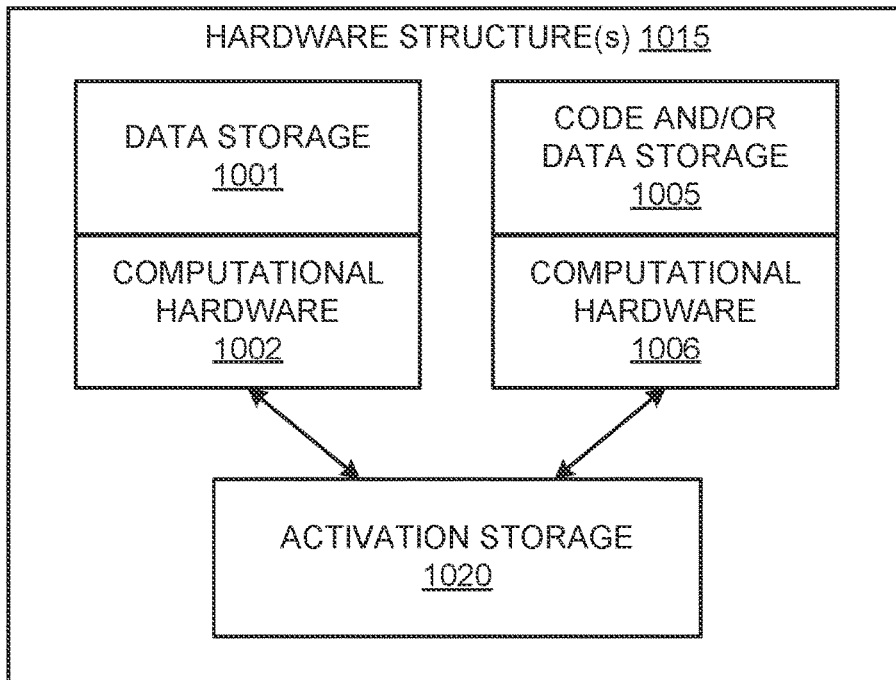 HARDWARE STRUCTURE(s) 1015
DATA STORAGE
1001
CODE AND/OR
DATA STORAGE
1005
COMPUTATIONAL
HARDWARE
1002
COMPUTATIONAL
HARDWARE
1006
ACTIVATION STORAGE
1020